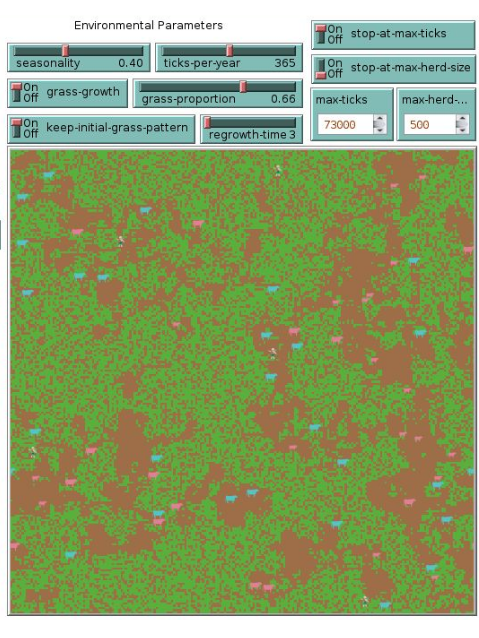 Environmental Parameters
On
Off
stop-at-max-ticks
seasonality 0.40
ticks-per-year 365
On
Off
stop-at-max-herd-size
On
Off
grass-growth
grass-proportion 0.66
max-ticks
73000
max-herd-...
500
On
Off
keep-initial-grass-pattern
regrowth-time 3